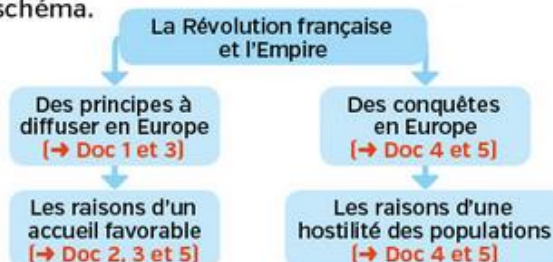 schéma.
La Révolution française
et l'Empire
Des principes à
diffuser en Europe
(→ Doc 1 et 3)
Des conquêtes
en Europe
(→ Doc 4 et 5)
Les raisons d'un
accueil favorable
(→ Doc 2, 3 et 5)
Les raisons d'une
hostilité des populations
(→ Doc 4 et 5)